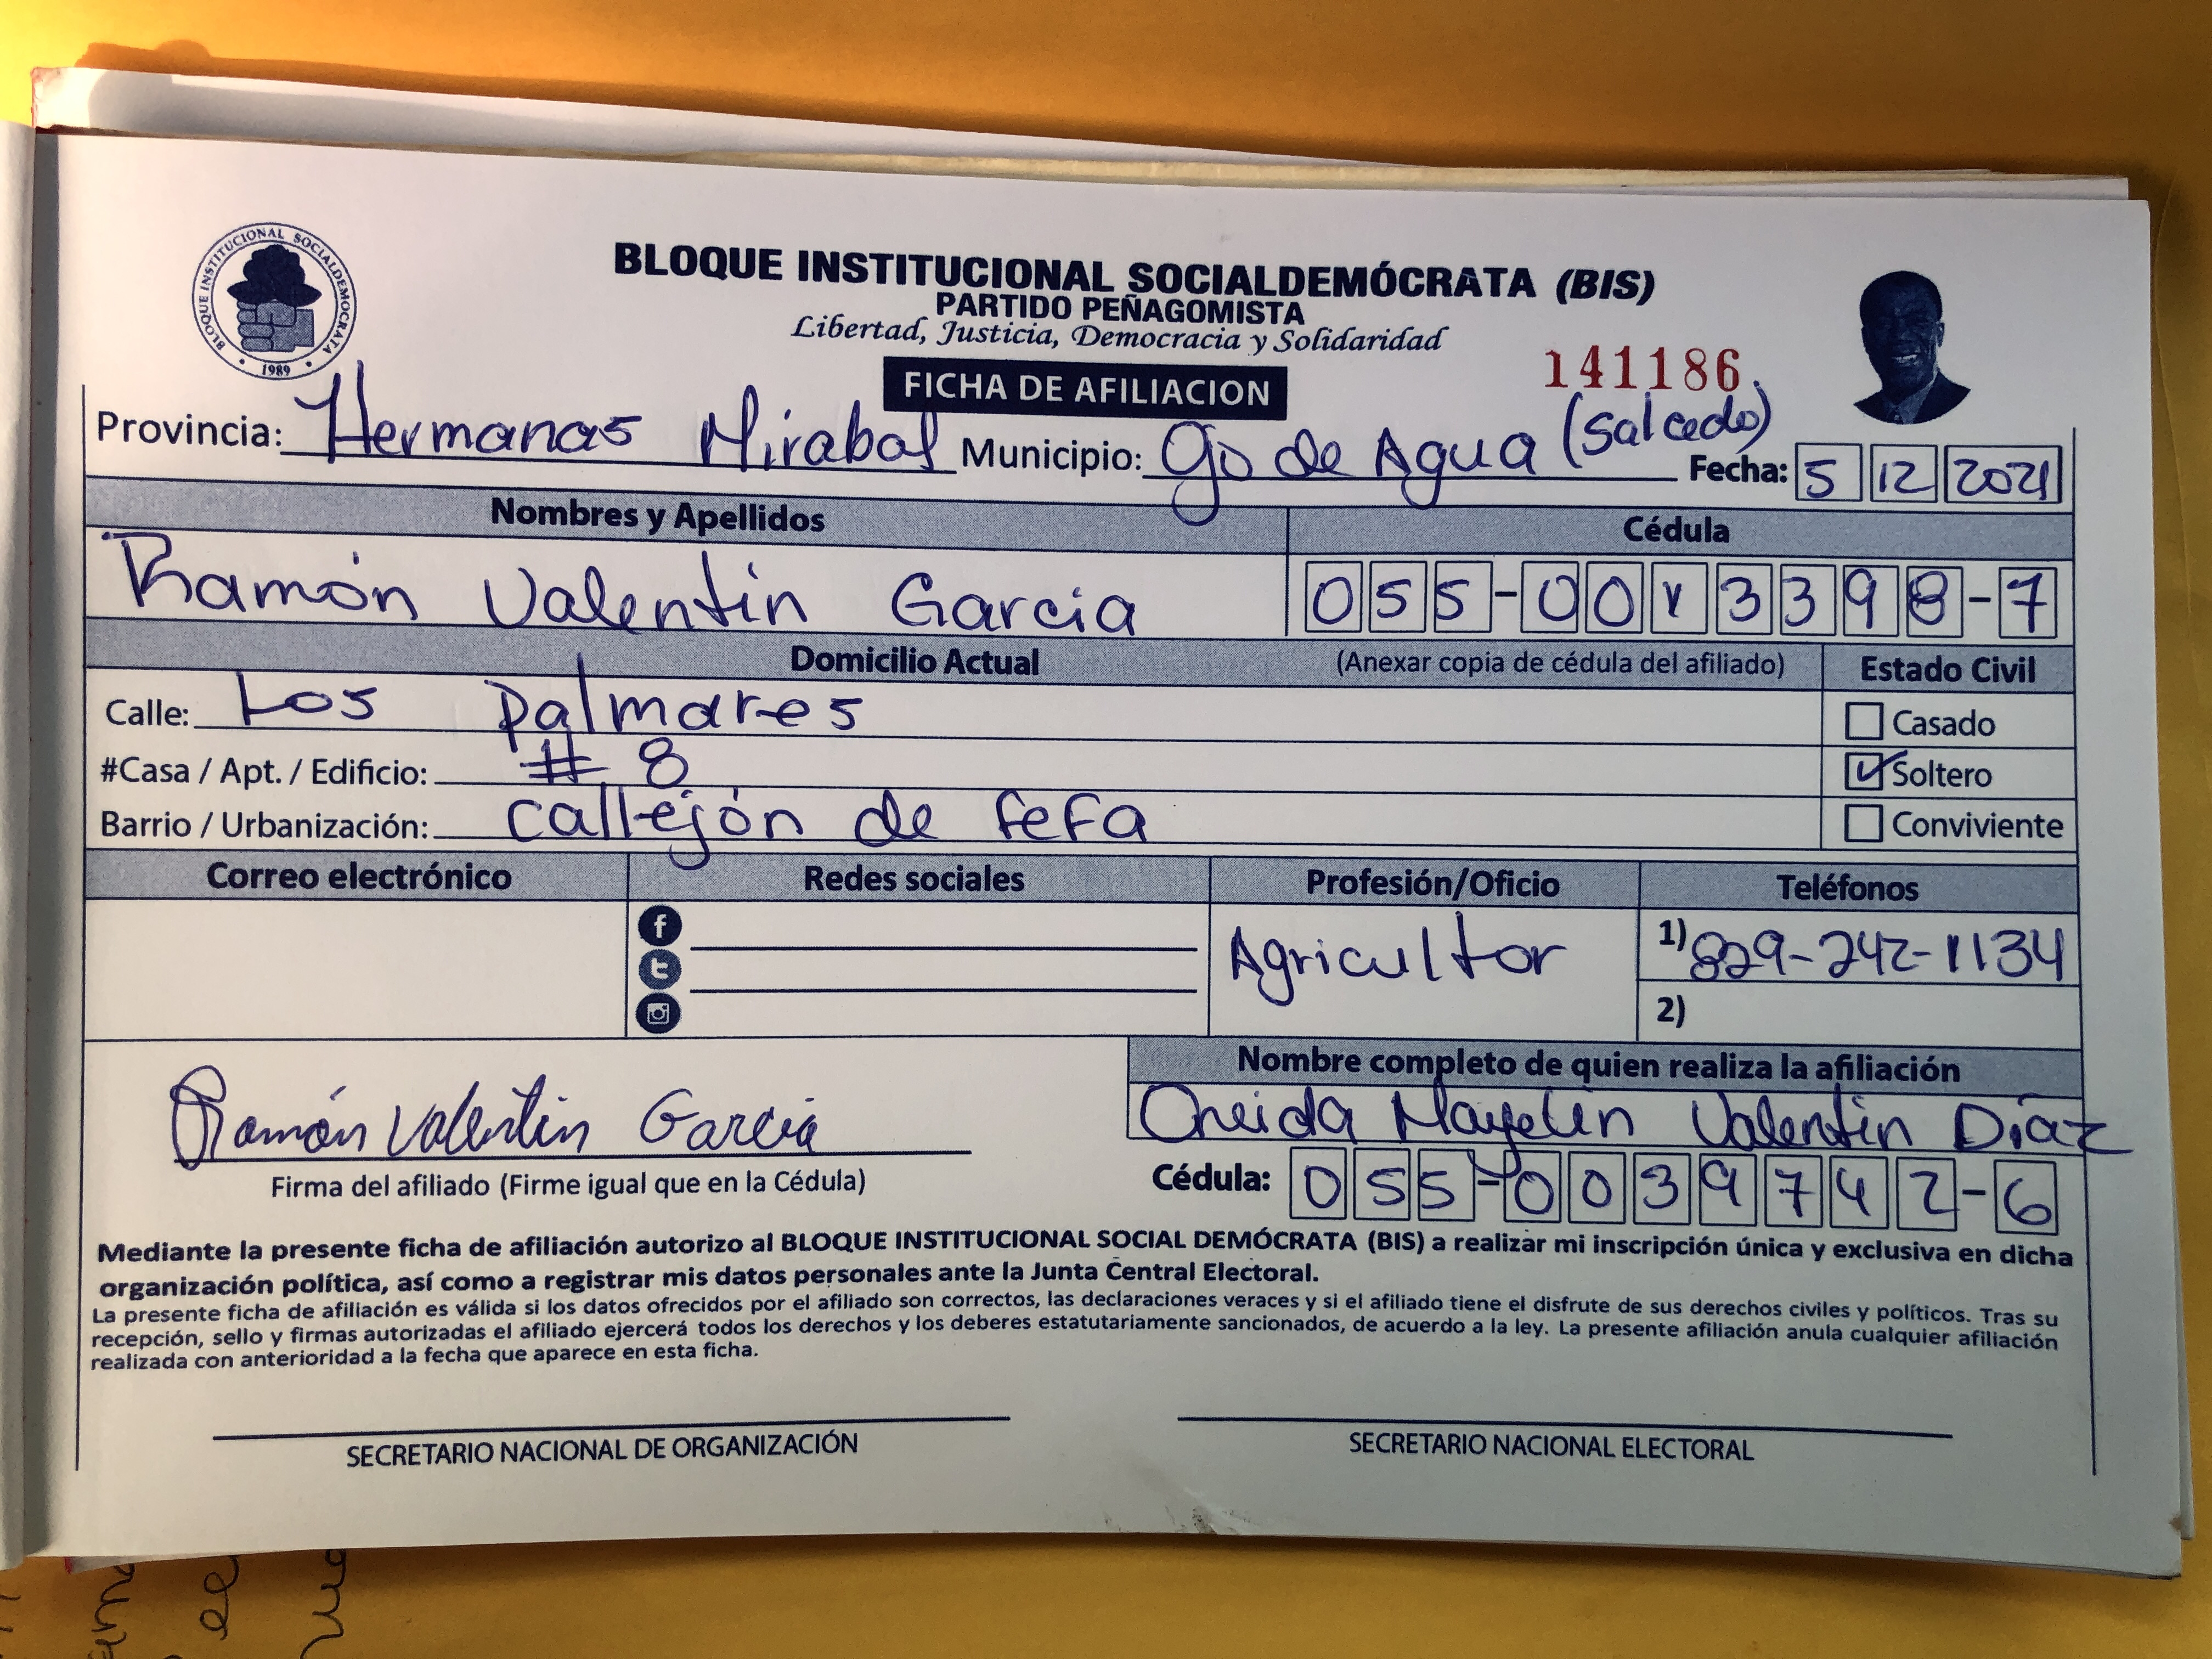 BLOQUE INSTITUCIONAL SOCIALDEMOCRATA
1989
BLOQUE INSTITUCIONAL SOCIALDEMÓCRATA (BIS)
PARTIDO PEÑAGOMISTA
Libertad, Justicia, Democracia y Solidaridad
FICHA DE AFILIACION
141186
Provincia: Hermanas Mirabal Municipio: Ojo de Agua (Salcedo) Fecha: 5 12 2021
Nombres y Apellidos Cédula
Ramón Valentín Garcia 055-0013398-7
Domicilio Actual (Anexar copia de cédula del afiliado) Estado Civil
Calle: Los palmares Casado
#Casa / Apt. / Edificio: # 8 Soltero
Barrio / Urbanización: callejón de fefa Conviviente
Correo electrónico Redes sociales Profesión/Oficio Teléfonos
Agricultor 1) 829-242-1134
2)
Nombre completo de quien realiza la afiliación
Oneida Mayelin Valentín Díaz
Ramón Valentín Garcia
Firma del afiliado (Firme igual que en la Cédula) Cédula: 055-0039742-6
Mediante la presente ficha de afiliación autorizo al BLOQUE INSTITUCIONAL SOCIAL DEMÓCRATA (BIS) a realizar mi inscripción única y exclusiva en dicha
organización política, así como a registrar mis datos personales ante la Junta Central Electoral.
La presente ficha de afiliación es válida si los datos ofrecidos por el afiliado son correctos, las declaraciones veraces y si el afiliado tiene el disfrute de sus derechos civiles y políticos. Tras su
recepción, sello y firmas autorizadas el afiliado ejercerá todos los derechos y los deberes estatutariamente sancionados, de acuerdo a la ley. La presente afiliación anula cualquier afiliación
realizada con anterioridad a la fecha que aparece en esta ficha.
SECRETARIO NACIONAL DE ORGANIZACIÓN SECRETARIO NACIONAL ELECTORAL